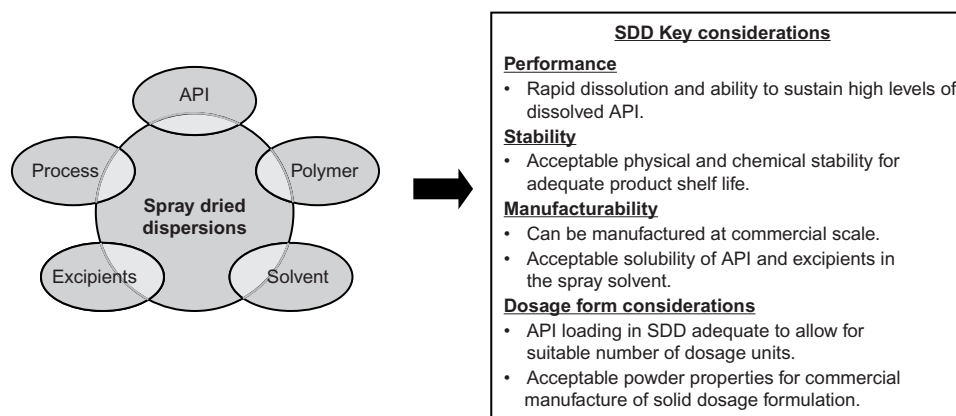 API
Process
Polymer
Spray dried
dispersions
Excipients
Solvent
SDD Key considerations
Performance
• Rapid dissolution and ability to sustain high levels of
dissolved API.
Stability
• Acceptable physical and chemical stability for
adequate product shelf life.
Manufacturability
• Can be manufactured at commercial scale.
• Acceptable solubility of API and excipients in
the spray solvent.
Dosage form considerations
• API loading in SDD adequate to allow for
suitable number of dosage units.
• Acceptable powder properties for commercial
manufacture of solid dosage formulation.